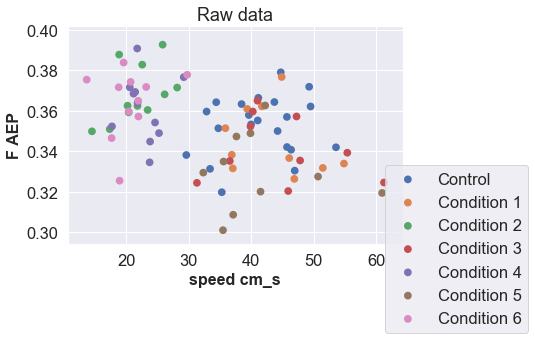 Raw data
0.40
0.38
0.36
0.34
0.32
0.30
F AEP
20
30
40
50
60
speed cm_s
Control
Condition 1
Condition 2
Condition 3
Condition 4
Condition 5
Condition 6